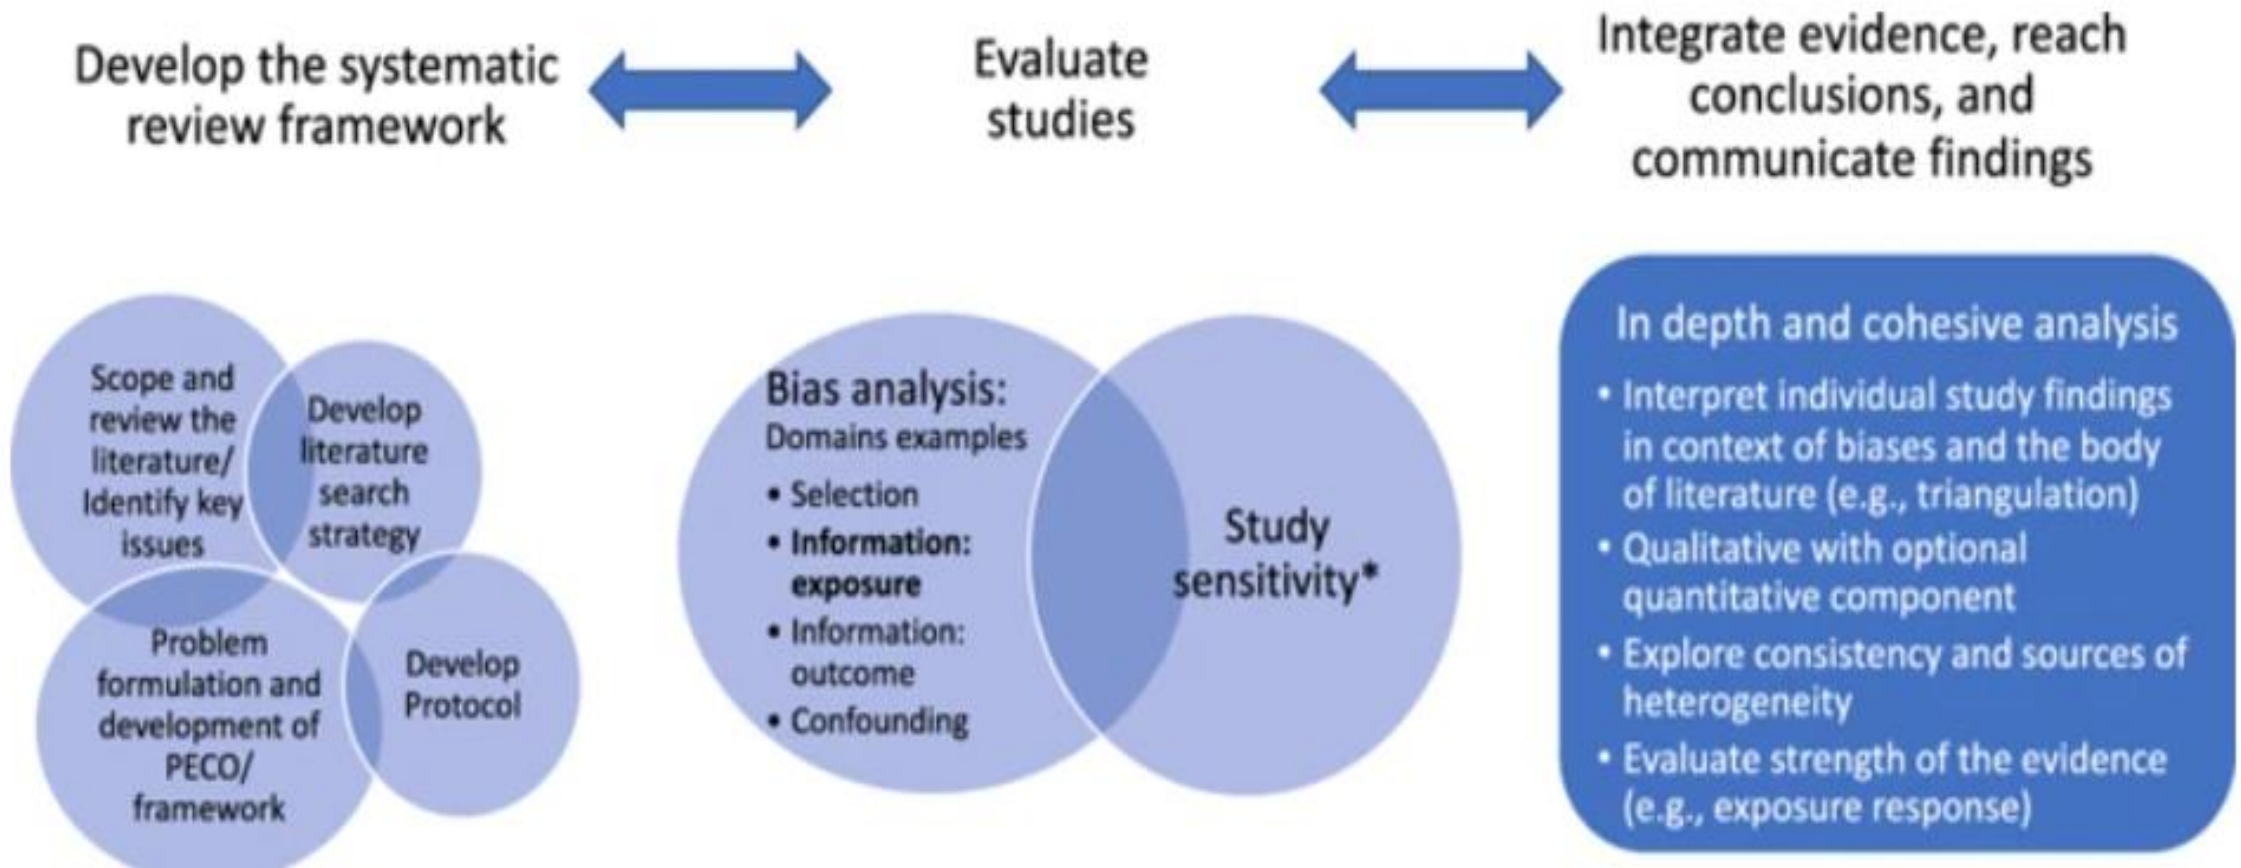 Develop the systematic
review framework
Evaluate
studies
Integrate evidence, reach
conclusions, and
communicate findings
Scope and
review the
literature/
Identify key
issues
Develop
literature
search
strategy
Problem
formulation and
development of
PECO/
framework
Develop
Protocol
Bias analysis:
Domains examples
• Selection
• Information:
exposure
• Information:
outcome
• Confounding
Study
sensitivity*
In depth and cohesive analysis
• Interpret individual study findings
in context of biases and the body
of literature (e.g., triangulation)
• Qualitative with optional
quantitative component
• Explore consistency and sources of
heterogeneity
• Evaluate strength of the evidence
(e.g., exposure response)